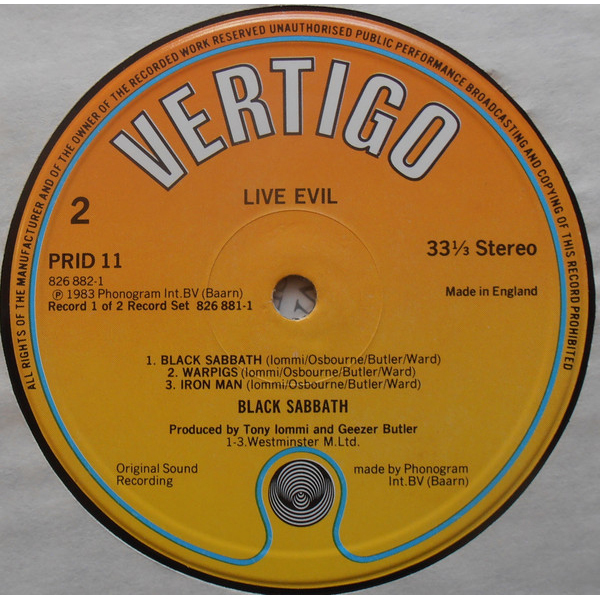 ALL RIGHTS OF THE MANUFACTURER AND OF THE OWNER OF THE RECORDED WORK RESERVED UNAUTHORISED PUBLIC PERFORMANCE BROADCASTING AND COPYING OF THIS RECORD PROHIBITED
VERTIGO
LIVE EVIL
2
PRID 11
33⅓ Stereo
826 882-1
℗ 1983 Phonogram Int.BV (Baarn)
Made in England
Record 1 of 2 Record Set 826 881-1
1. BLACK SABBATH (Iommi/Osbourne/Butler/Ward)
2. WARPIGS (Iommi/Osbourne/Butler/Ward)
3. IRON MAN (Iommi/Osbourne/Butler/Ward)
BLACK SABBATH
Produced by Tony Iommi and Geezer Butler
1-3.Westminster M.Ltd.
Original Sound
Recording
made by Phonogram
Int.BV (Baarn)